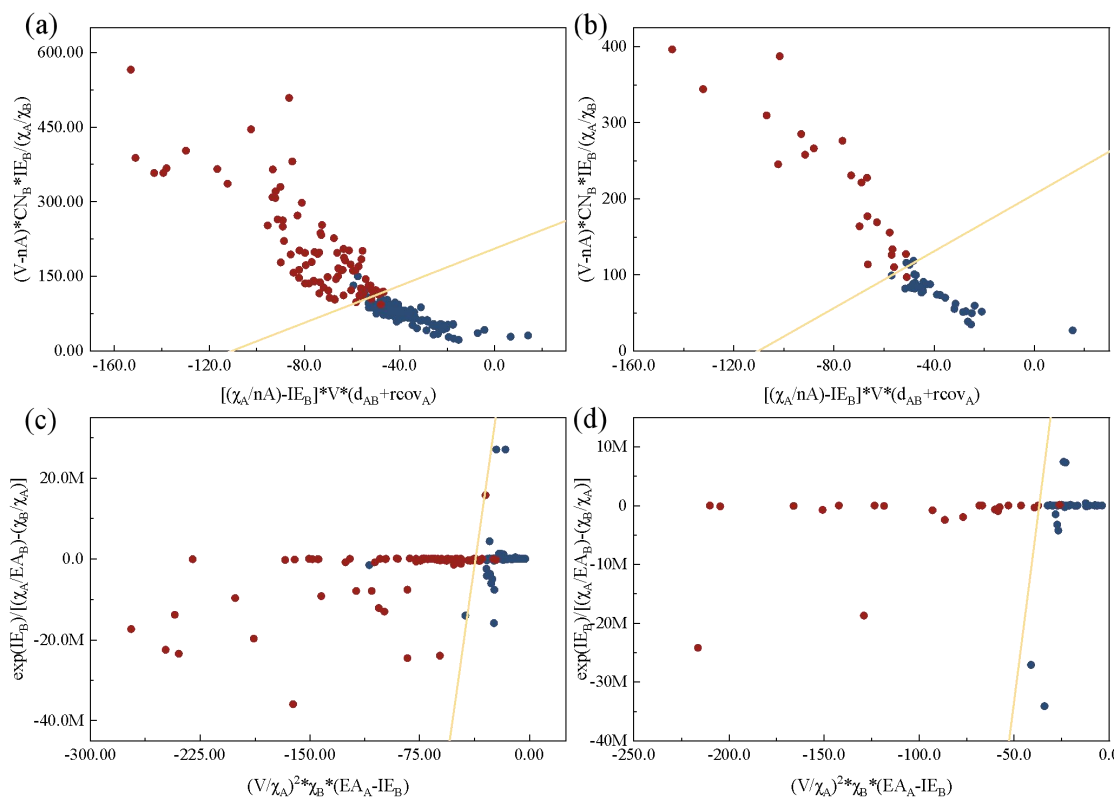 (a)
600.00
450.00
300.00
150.00
0.00
(V-nA)*CN_B*IE_B/(χ_A/χ_B)
-160.0 -120.0 -80.0 -40.0 0.0
[(χ_A/nA)-IE_B]*V*(d_AB+rcov_A)
(b)
400
300
200
100
0
(V-nA)*CN_B*IE_B/(χ_A/χ_B)
-160.0 -120.0 -80.0 -40.0 0.0
[(χ_A/nA)-IE_B]*V*(d_AB+rcov_A)
(c)
20.0M
0.0
-20.0M
-40.0M
exp(IE_B)/[(χ_A/EA_B)-(χ_B/χ_A)]
-300.00 -225.00 -150.00 -75.00 0.00
(V/χ_A)²*χ_B*(EA_A-IE_B)
(d)
10M
0
-10M
-20M
-30M
-40M
exp(IE_B)/[(χ_A/EA_B)-(χ_B/χ_A)]
-250.0 -200.0 -150.0 -100.0 -50.0 0.0
(V/χ_A)²*χ_B*(EA_A-IE_B)